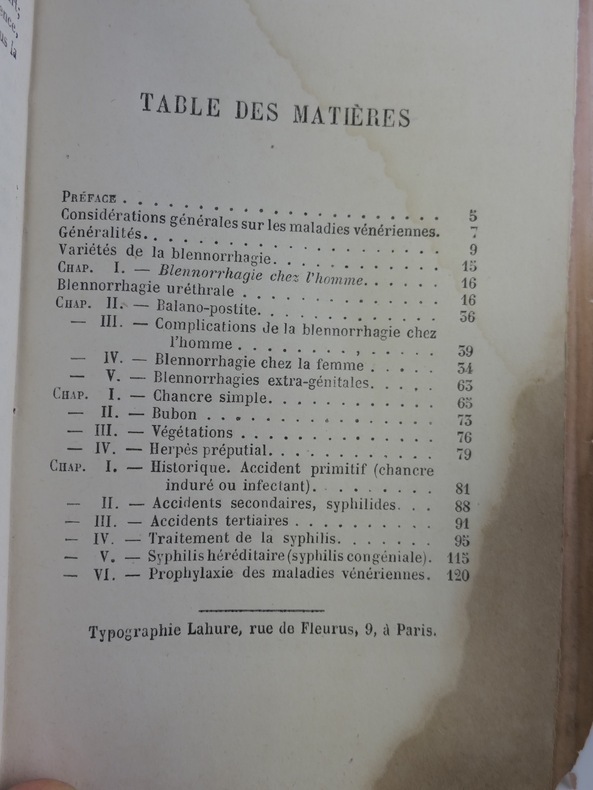 TABLE DES MATIÈRES
PRÉFACE . . . . . . . . . . . . . . . . . . 5
Considérations générales sur les maladies vénériennes. 7
Généralités. . . . . . . . . . . . . . . . . 9
Variétés de la blennorrhagie. . . . . . . . . . 15
CHAP. I. — Blennorrhagie chez l'homme. . . . . . 16
Blennorrhagie uréthrale . . . . . . . . . . . . 16
CHAP. II. — Balano-postite. . . . . . . . . . . 36
— III. — Complications de la blennorrhagie chez
l'homme . . . . . . . . . . . 39
— IV. — Blennorrhagie chez la femme . . . . . 54
— V. — Blennorrhagies extra-génitales. . . . . 63
CHAP. I. — Chancre simple. . . . . . . . . . . 65
— II. — Bubon . . . . . . . . . . . . . 73
— III. — Végétations . . . . . . . . . . . 76
— IV. — Herpès préputial. . . . . . . . . . 79
CHAP. I. — Historique. Accident primitif (chancre
induré ou infectant). . . . . . . . 81
— II. — Accidents secondaires, syphilides. . . 88
— III. — Accidents tertiaires . . . . . . . . . 91
— IV. — Traitement de la syphilis. . . . . . . 95
— V. — Syphilis héréditaire (syphilis congéniale). 115
— VI. — Prophylaxie des maladies vénériennes. 120
Typographie Lahure, rue de Fleurus, 9, à Paris.